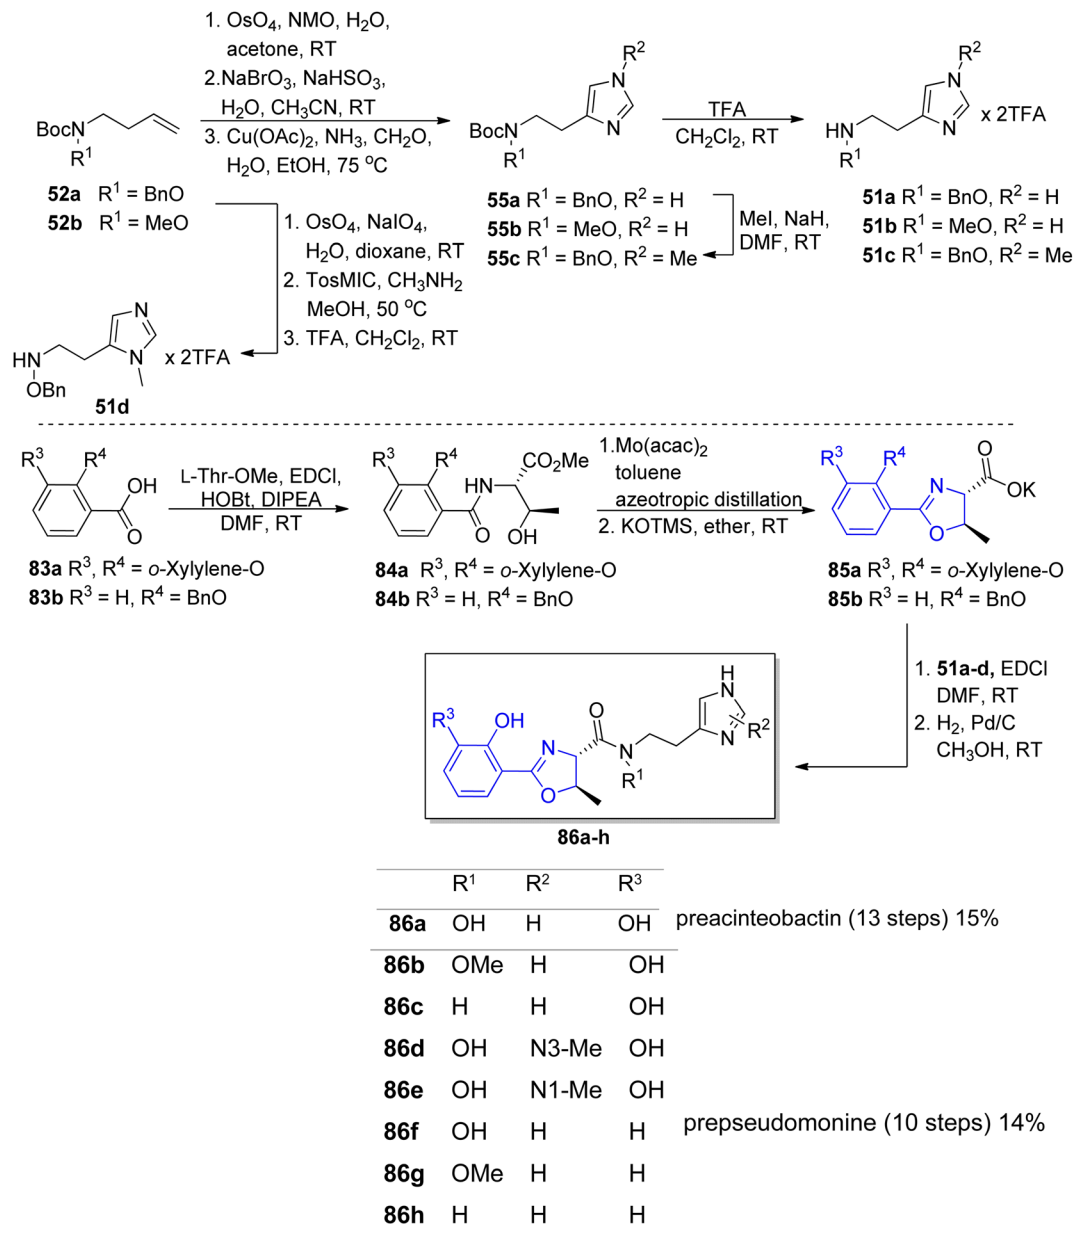 1. OsO4, NMO, H2O,
acetone, RT
2.NaBrO3, NaHSO3,
H2O, CH3CN, RT
3. Cu(OAc)2, NH3, CH2O,
H2O, EtOH, 75 ºC
BocN
R1
52a R1 = BnO
52b R1 = MeO
R2
N
N
BocN
R1
55a R1 = BnO, R2 = H
55b R1 = MeO, R2 = H
55c R1 = BnO, R2 = Me
TFA
CH2Cl2, RT
MeI, NaH,
DMF, RT
R2
N
N
HN
R1
x 2TFA
51a R1 = BnO, R2 = H
51b R1 = MeO, R2 = H
51c R1 = BnO, R2 = Me
1. OsO4, NaIO4,
H2O, dioxane, RT
2. TosMIC, CH3NH2
MeOH, 50 ºC
3. TFA, CH2Cl2, RT
N
N
HN
OBn
x 2TFA
51d
R3
R4
OH
O
83a R3, R4 = o-Xylylene-O
83b R3 = H, R4 = BnO
L-Thr-OMe, EDCl,
HOBt, DIPEA
DMF, RT
R3
R4
HN
CO2Me
O
OH
84a R3, R4 = o-Xylylene-O
84b R3 = H, R4 = BnO
1.Mo(acac)2
toluene
azeotropic distillation
2. KOTMS, ether, RT
R3
R4
N
O
O
OK
85a R3, R4 = o-Xylylene-O
85b R3 = H, R4 = BnO
1. 51a-d, EDCI
DMF, RT
2. H2, Pd/C
CH3OH, RT
R3
OH
N
O
O
N
R1
H
N
N
R2
86a-h
R1 R2 R3
86a OH H OH preacinteobactin (13 steps) 15%
86b OMe H OH
86c H H OH
86d OH N3-Me OH
86e OH N1-Me OH
86f OH H H prepseudomonine (10 steps) 14%
86g OMe H H
86h H H H